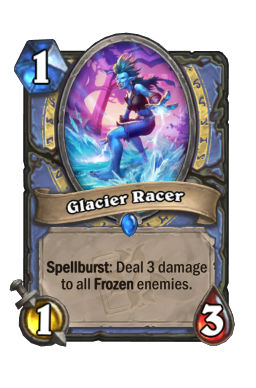 1
Glacier Racer
Spellburst: Deal 3 damage
to all Frozen enemies.
1
3